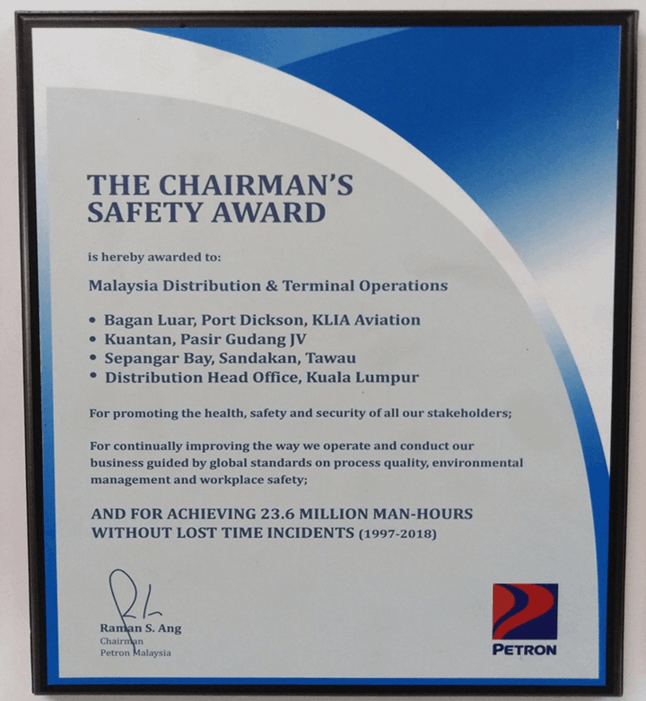 THE CHAIRMAN'S
SAFETY AWARD
is hereby awarded to:
Malaysia Distribution & Terminal Operations
• Bagan Luar, Port Dickson, KLIA Aviation
• Kuantan, Pasir Gudang JV
• Sepangar Bay, Sandakan, Tawau
• Distribution Head Office, Kuala Lumpur
For promoting the health, safety and security of all our stakeholders;
For continually improving the way we operate and conduct our
business guided by global standards on process quality, environmental
management and workplace safety;
AND FOR ACHIEVING 23.6 MILLION MAN-HOURS
WITHOUT LOST TIME INCIDENTS (1997-2018)
Raman S. Ang
Chairman
Petron Malaysia
PETRON